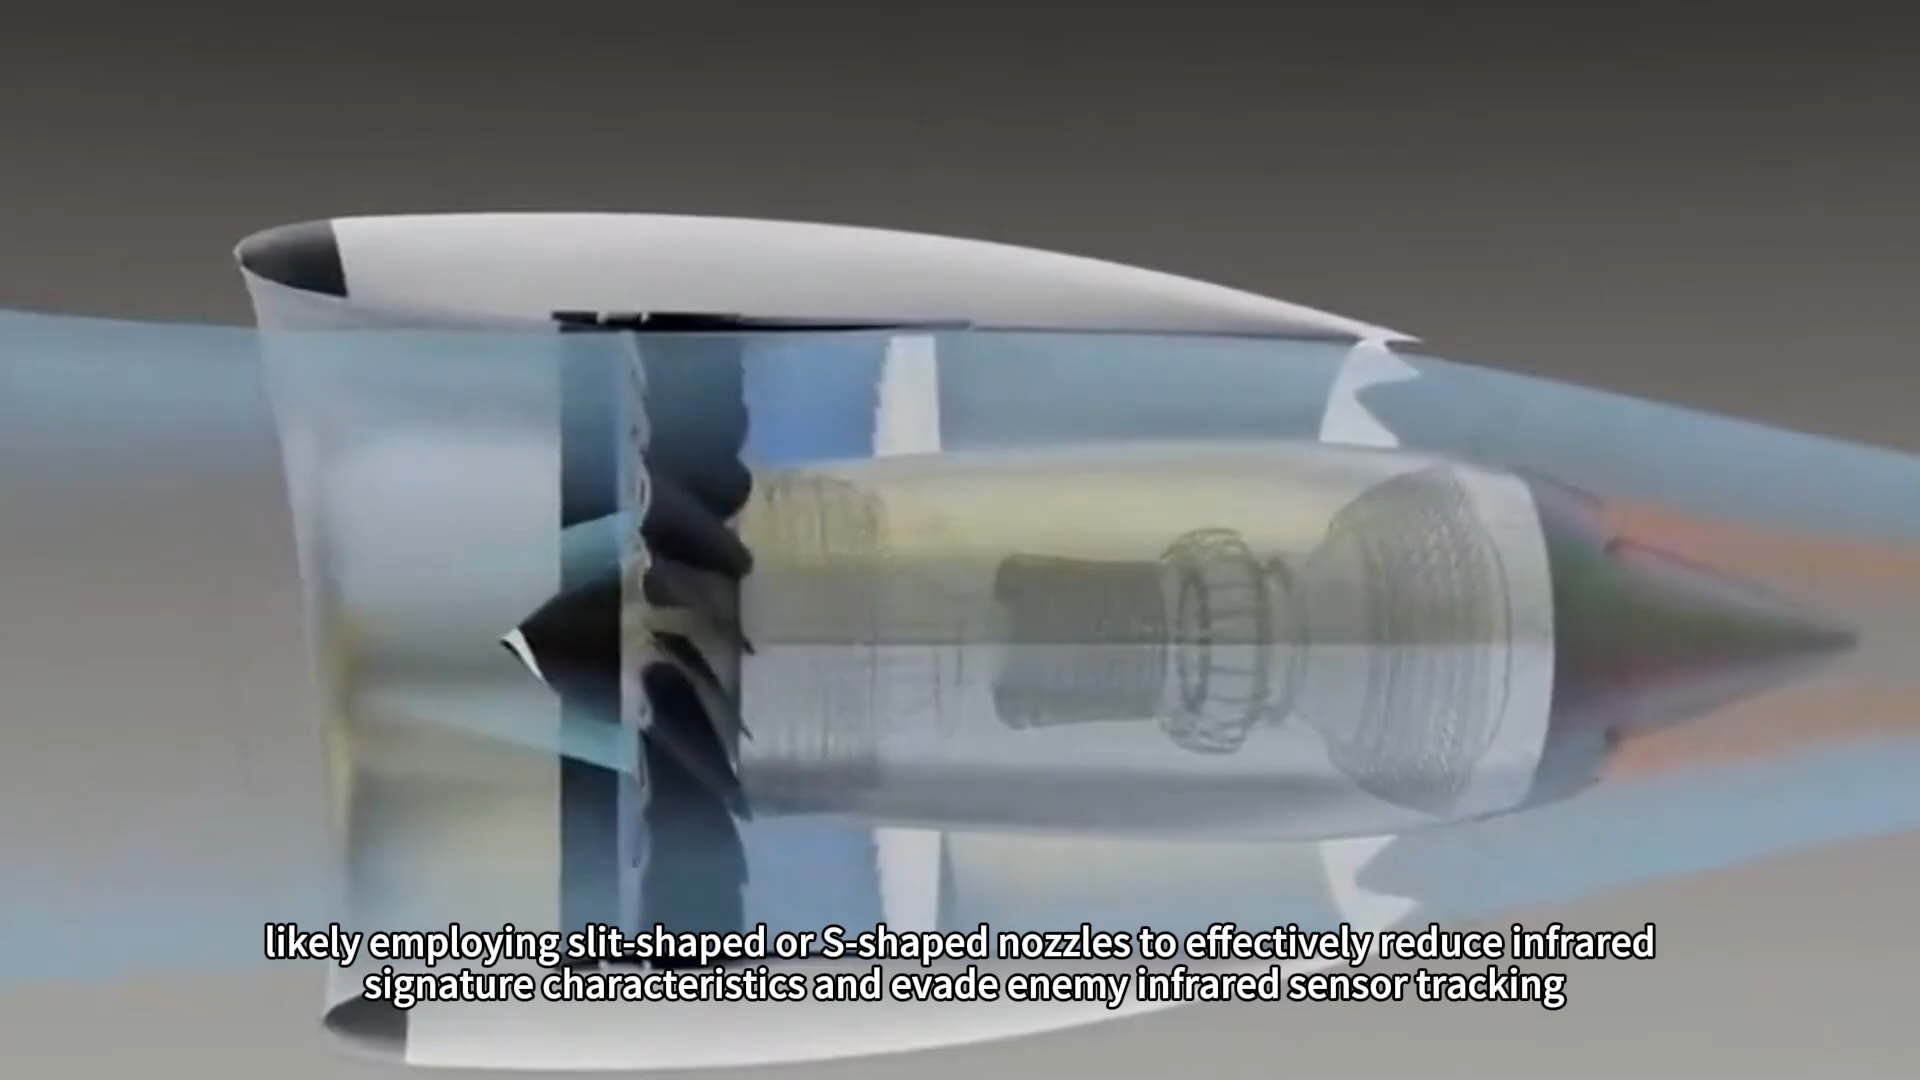 likely employing slit-shaped or S-shaped nozzles to effectively reduce infrared
signature characteristics and evade enemy infrared sensor tracking